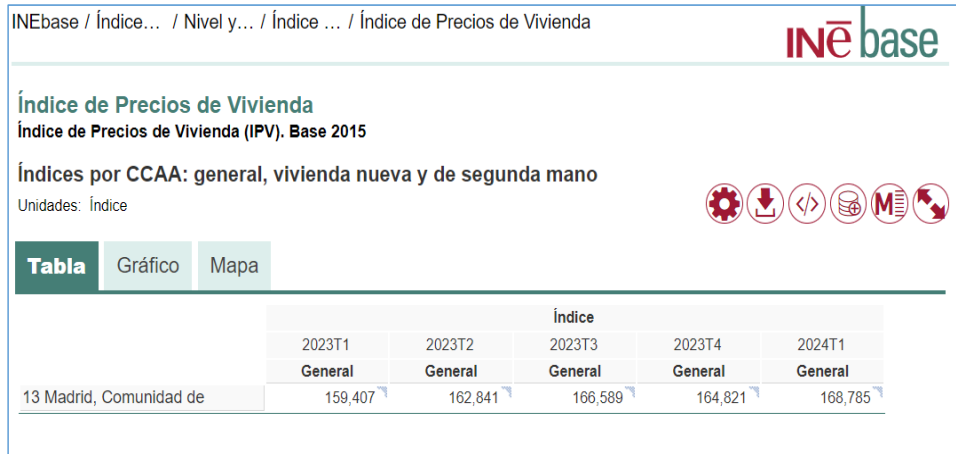 INEbase / Índice… / Nivel y… / Índice … / Índice de Precios de Vivienda
INē base
Índice de Precios de Vivienda
Índice de Precios de Vivienda (IPV). Base 2015
Índices por CCAA: general, vivienda nueva y de segunda mano
Unidades: Índice
</> M
Tabla Gráfico Mapa
Índice
2023T1 2023T2 2023T3 2023T4 2024T1
General General General General General
13 Madrid, Comunidad de 159,407 162,841 166,589 164,821 168,785